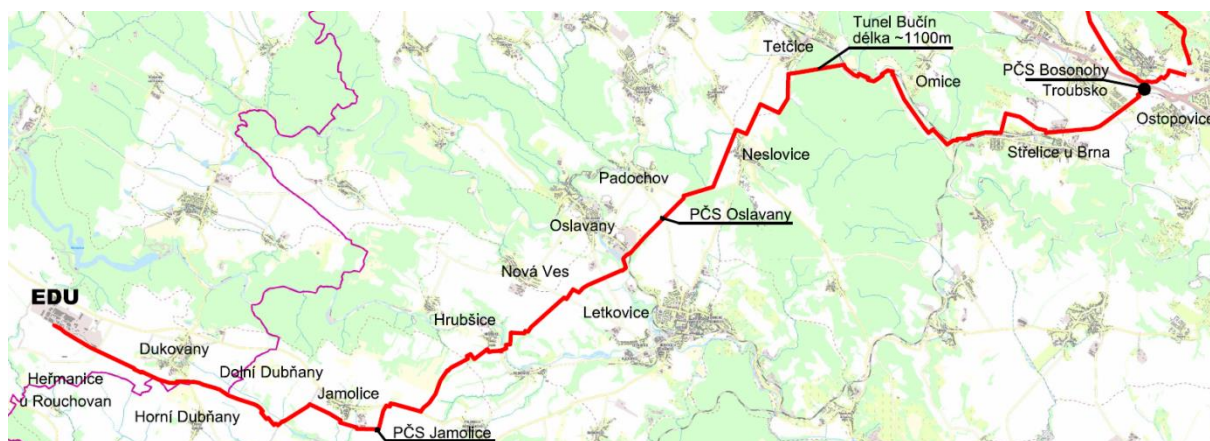 Tunel Bučín
délka ~1100m
TetčIce
Omice
PČS Bosonohy
Troubsko
Ostopovice
Střelice u Brna
Neslovice
Padochov
PČS Oslavany
Oslavany
Nová Ves
Letkovice
Hrubšice
EDU
Dukovany
Dolní Dubňany
Heřmanice
u Rouchovan
Jamolice
Horní Dubňany
PČS Jamolice